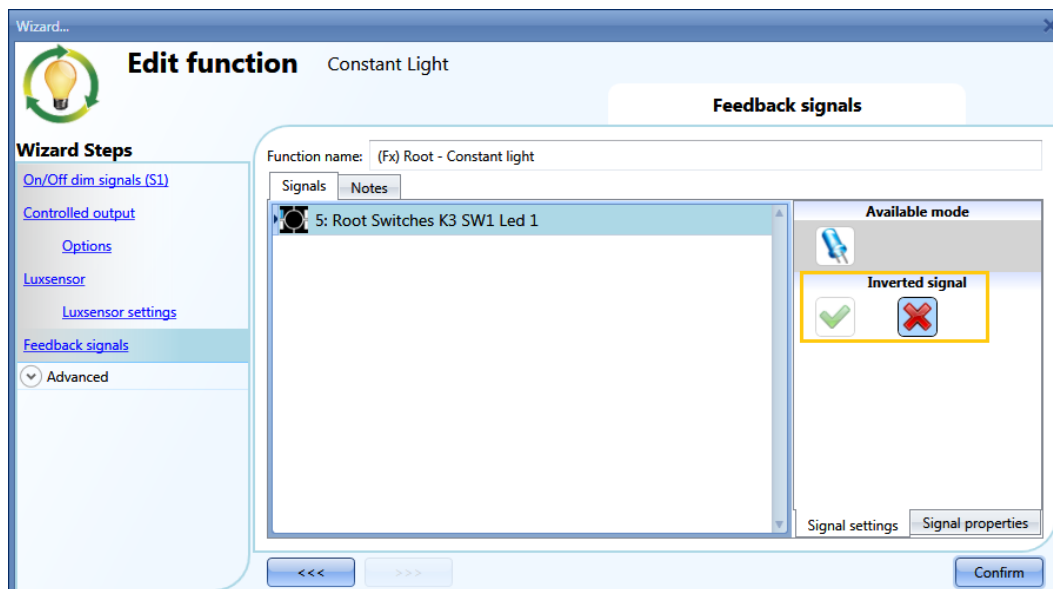 Wizard...
Edit function Constant Light
Feedback signals
Wizard Steps
On/Off dim signals (S1)
Controlled output
Options
Luxsensor
Luxsensor settings
Feedback signals
Advanced
Function name: (Fx) Root - Constant light
Signals Notes
5: Root Switches K3 SW1 Led 1
Available mode
Inverted signal
Signal settings Signal properties
<<< >>> Confirm